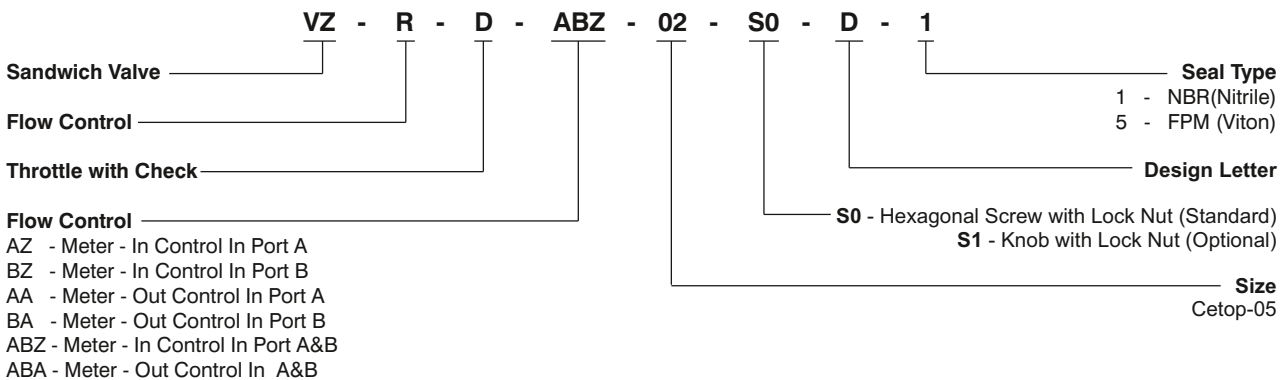 VZ - R - D - ABZ - 02 - S0 - D - 1
Sandwich Valve
Flow Control
Throttle with Check
Flow Control
AZ - Meter - In Control In Port A
BZ - Meter - In Control In Port B
AA - Meter - Out Control In Port A
BA - Meter - Out Control In Port B
ABZ - Meter - In Control In Port A&B
ABA - Meter - Out Control In A&B
Seal Type
1 - NBR(Nitrile)
5 - FPM (Viton)
Design Letter
S0 - Hexagonal Screw with Lock Nut (Standard)
S1 - Knob with Lock Nut (Optional)
Size
Cetop-05